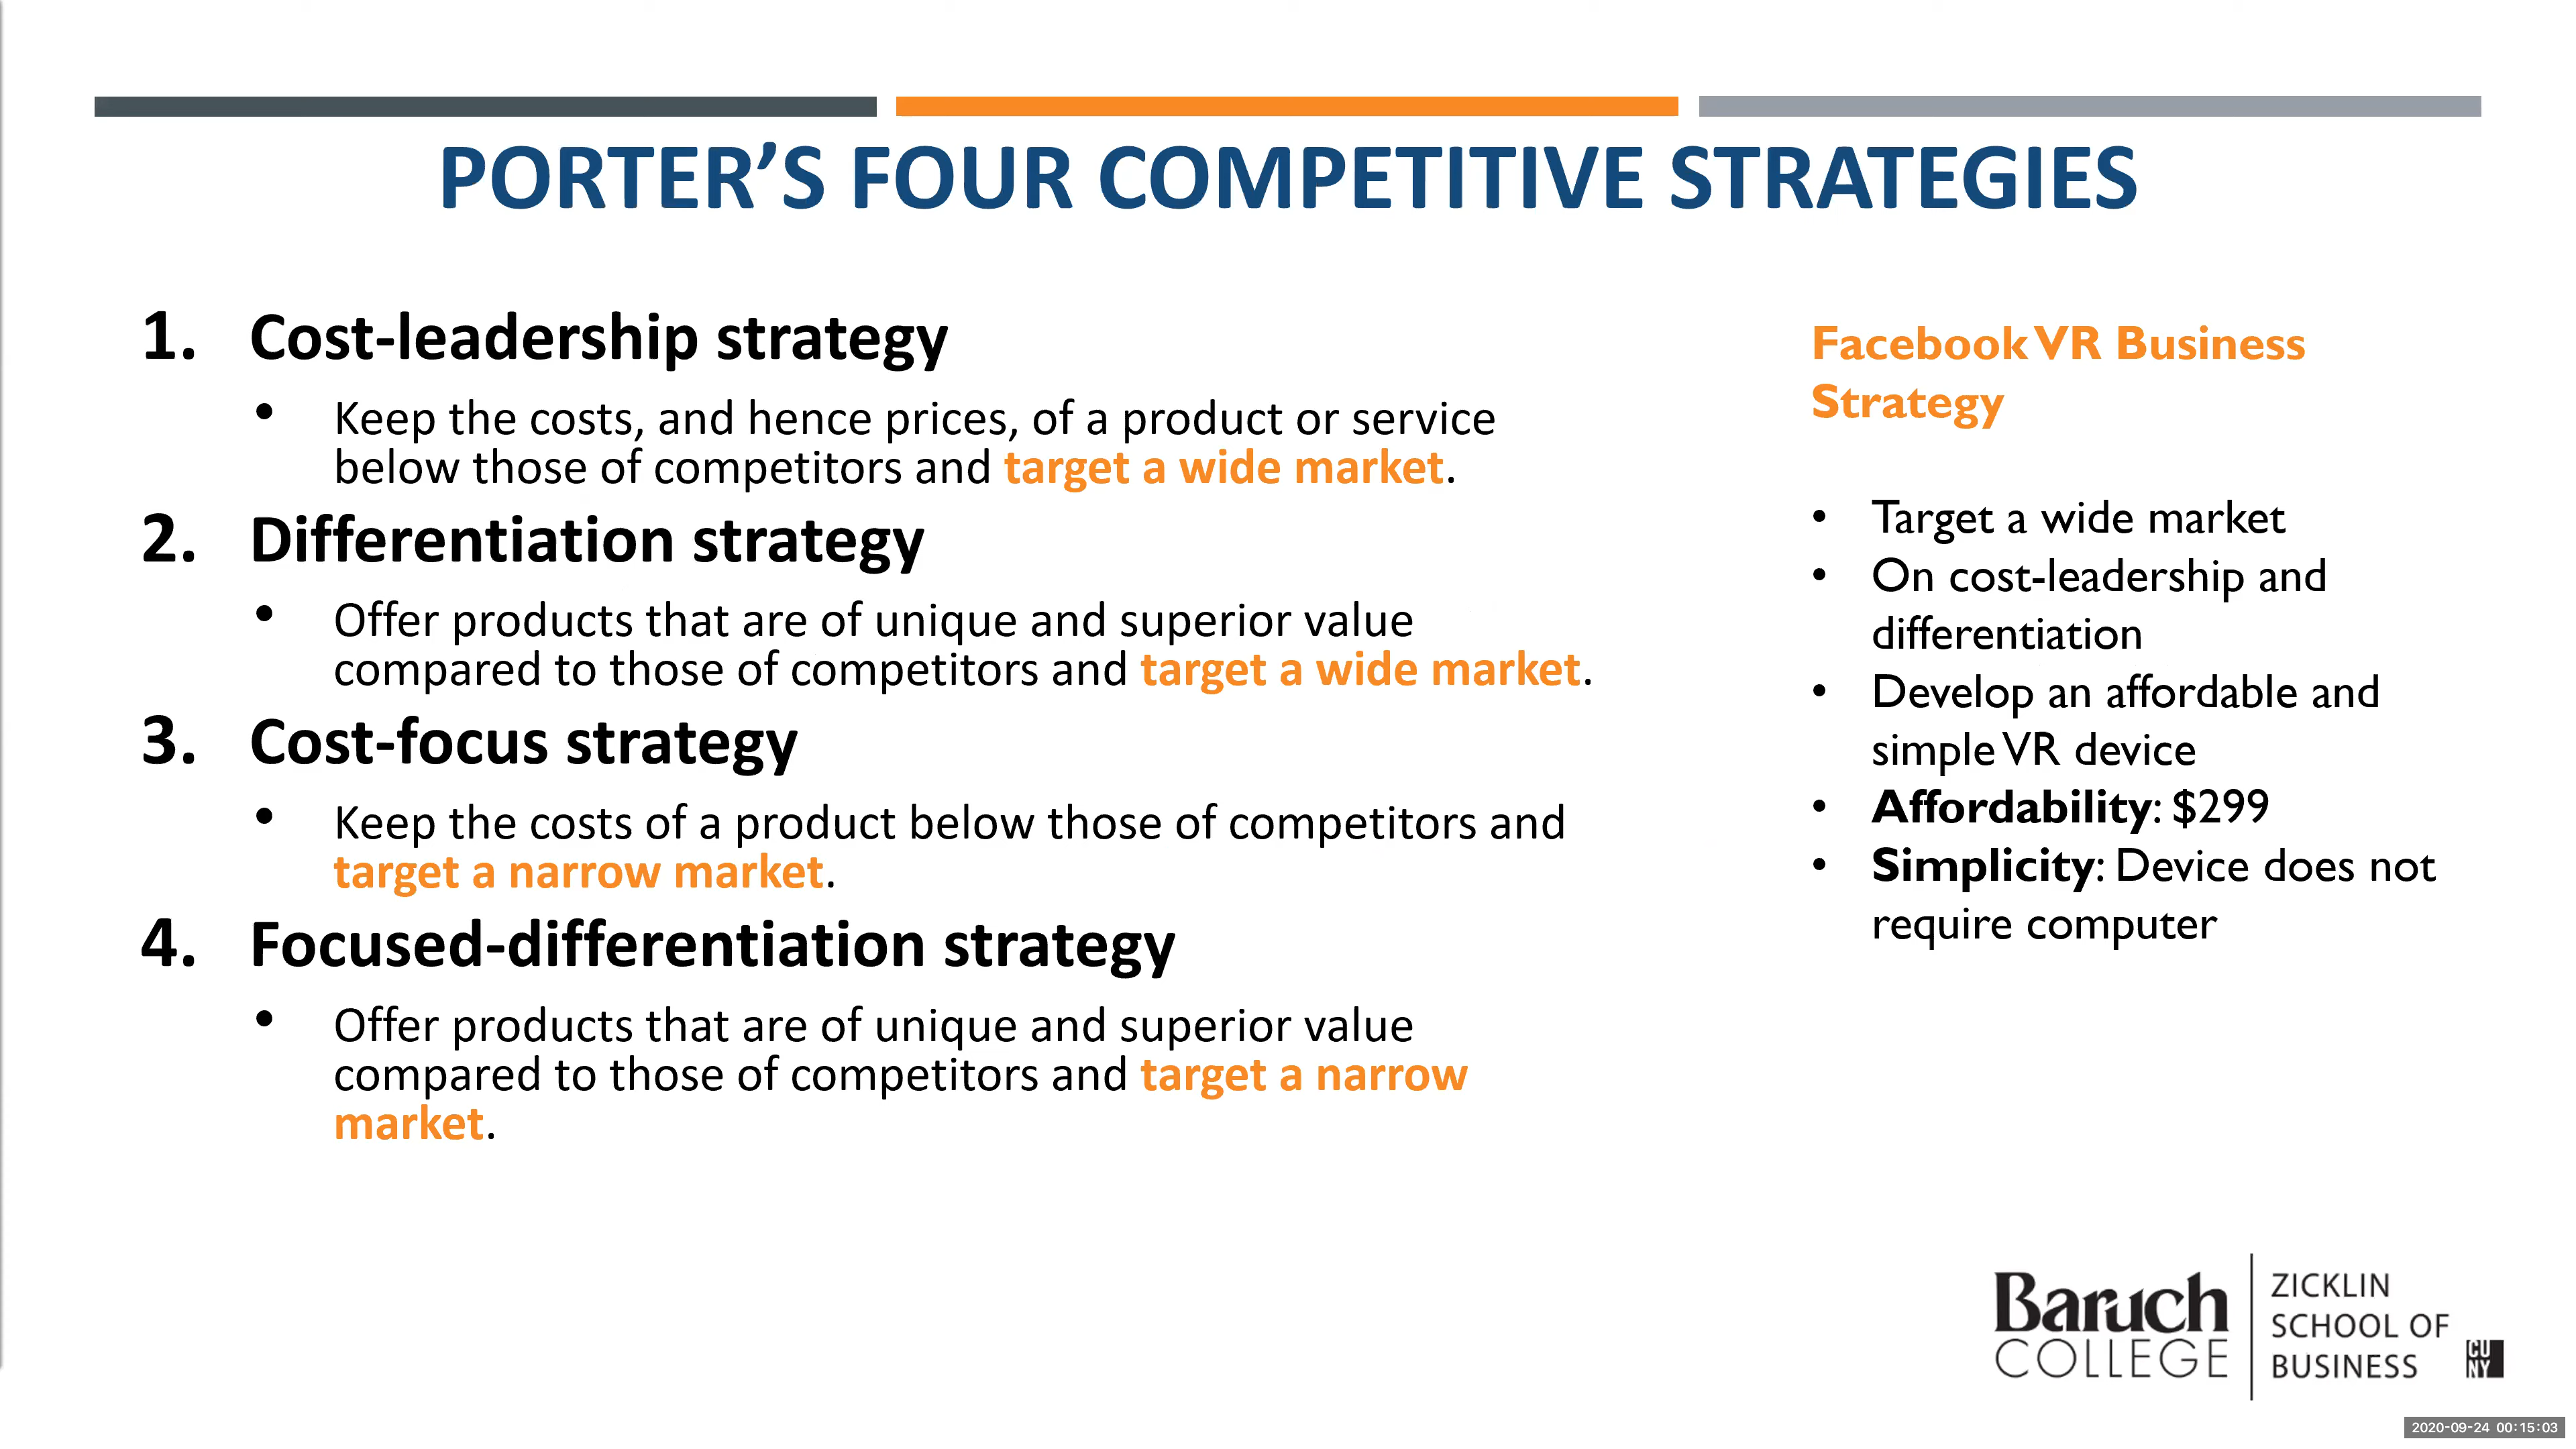 PORTER’S FOUR COMPETITIVE STRATEGIES
1. Cost-leadership strategy
• Keep the costs, and hence prices, of a product or service
below those of competitors and target a wide market.
2. Differentiation strategy
• Offer products that are of unique and superior value
compared to those of competitors and target a wide market.
3. Cost-focus strategy
• Keep the costs of a product below those of competitors and
target a narrow market.
4. Focused-differentiation strategy
• Offer products that are of unique and superior value
compared to those of competitors and target a narrow
market.
Facebook VR Business
Strategy
• Target a wide market
• On cost-leadership and
differentiation
• Develop an affordable and
simple VR device
• Affordability: $299
• Simplicity: Device does not
require computer
Baruch
COLLEGE
ZICKLIN
SCHOOL OF
BUSINESS
CU
NY
2020-09-24 00:15:03